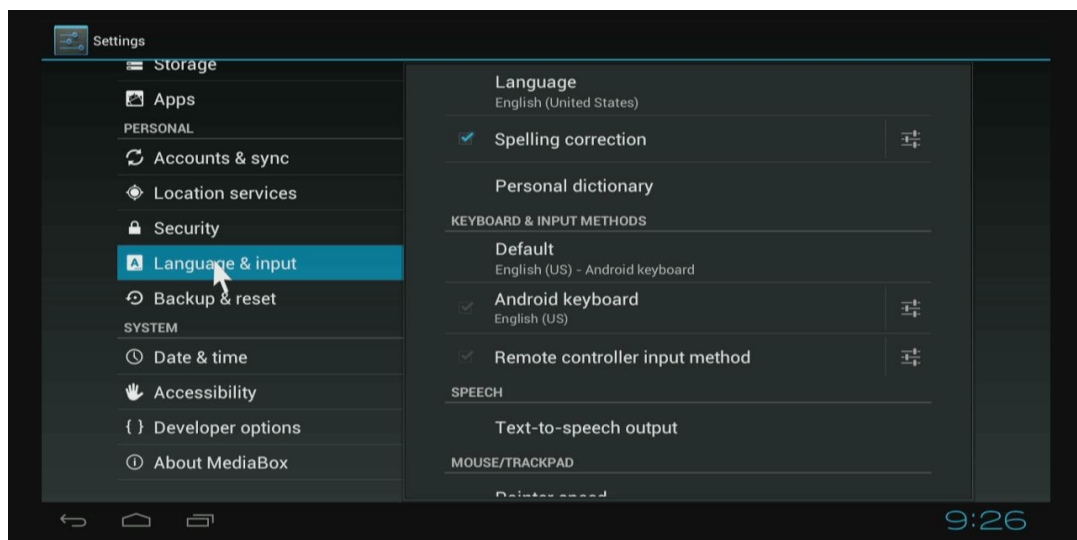 Settings
Storage
Apps
PERSONAL
Accounts & sync
Location services
Security
Language & input
Backup & reset
SYSTEM
Date & time
Accessibility
{ } Developer options
About MediaBox
Language
English (United States)
Spelling correction
Personal dictionary
KEYBOARD & INPUT METHODS
Default
English (US) - Android keyboard
Android keyboard
English (US)
Remote controller input method
SPEECH
Text-to-speech output
MOUSE/TRACKPAD
Pointer speed
9:26